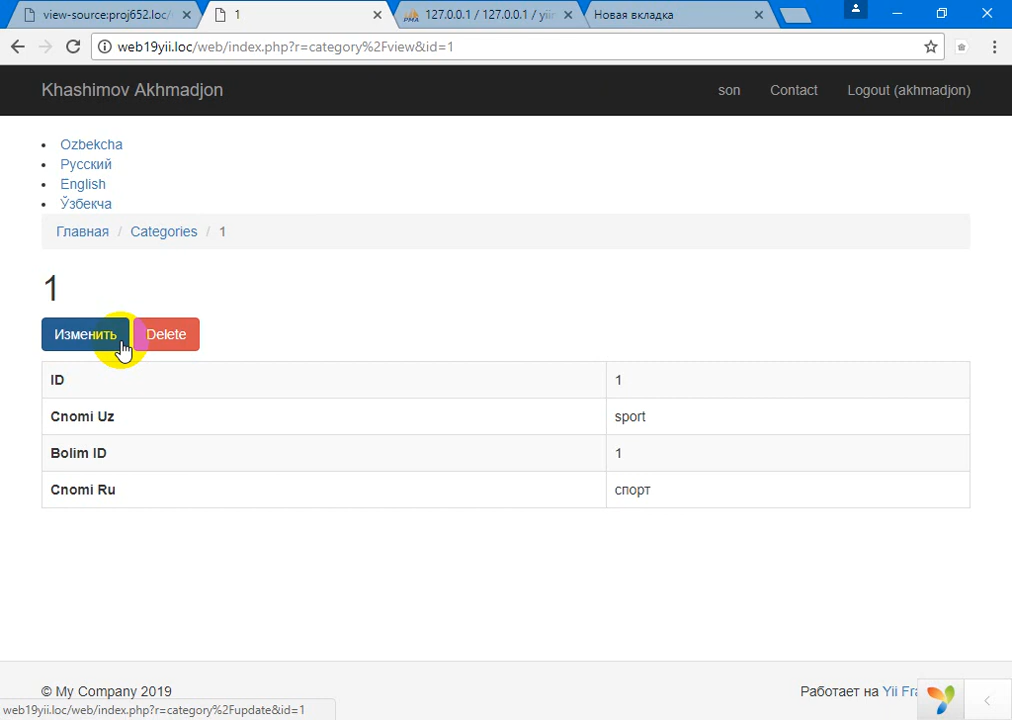 view-source:proj652.loc/
1
127.0.0.1 / 127.0.0.1 / yii
Новая вкладка
web19yii.loc/web/index.php?r=category%2Fview&id=1
Khashimov Akhmadjon
son
Contact
Logout (akhmadjon)
Ozbekcha
Русский
English
Ўзбекча
Главная / Categories / 1
1
Изменить
Delete
ID 1
Cnomi Uz sport
Bolim ID 1
Cnomi Ru спорт
© My Company 2019
Работает на Yii Fra
web19yii.loc/web/index.php?r=category%2Fupdate&id=1